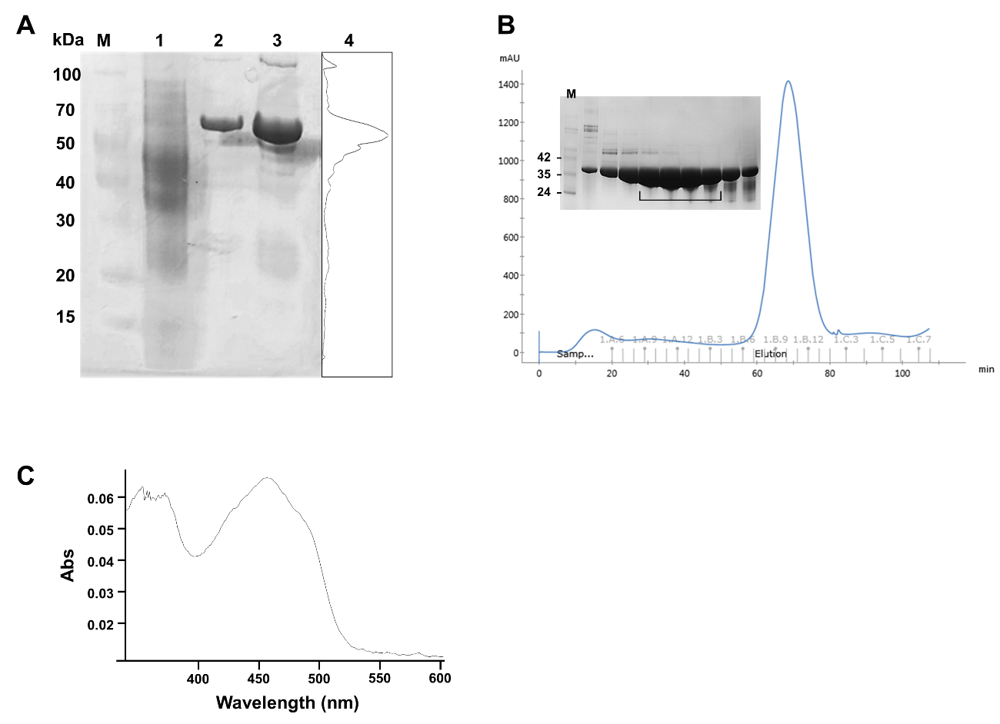 A
kDa M 1 2 3 4
100
70
50
40
30
20
15
B
mAU
1400
1200
1000
800
600
400
200
0
M
42
35
24
1.A.6 1.A.9 1.A.12 1.B.3 1.B.6 1.B.9 1.B.12 1.C.3 1.C.5 1.C.7
Samp... Elution
0 20 40 60 80 100 min
C
Abs
0.06
0.05
0.04
0.03
0.02
400 450 500 550 600
Wavelength (nm)